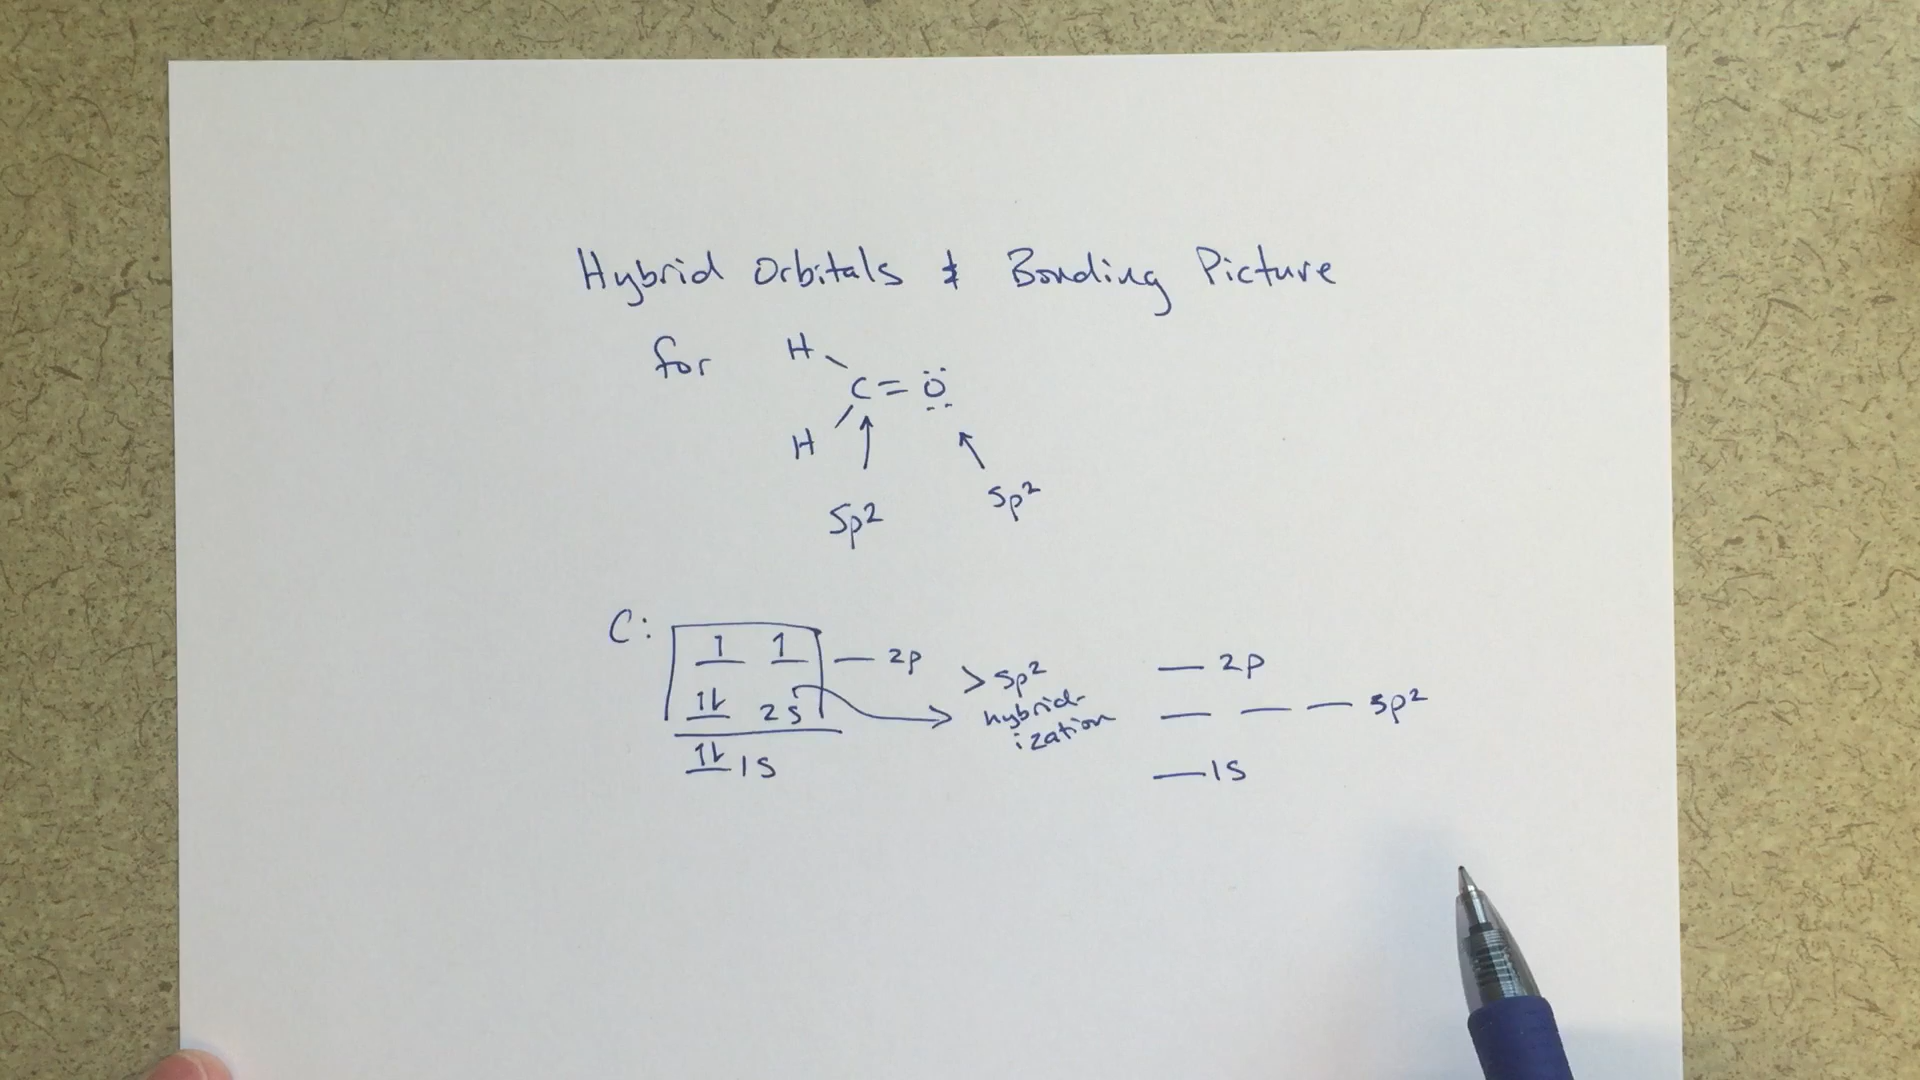 Hybrid Orbitals & Bonding Picture
for
H
C = Ö
H
sp²
sp²
C:
1 1 2p
1L 2s
1L 1s
> sp²
hybrid-
ization
2p
sp²
1s